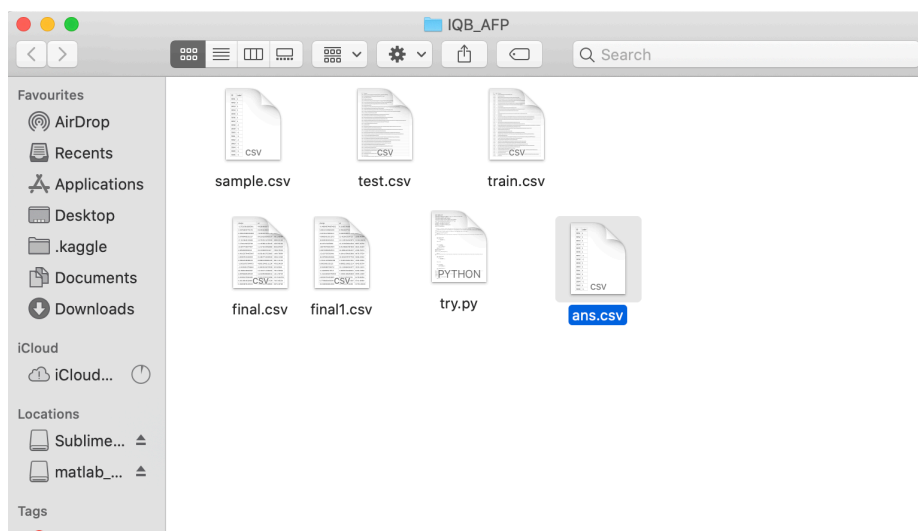 IQB_AFP
Search
Favourites
AirDrop
Recents
Applications
Desktop
.kaggle
Documents
Downloads
iCloud
iCloud...
Locations
Sublime...
matlab_...
Tags
CSV
CSV
CSV
sample.csv
test.csv
train.csv
CSV
CSV
PYTHON
CSV
final.csv
final1.csv
try.py
ans.csv